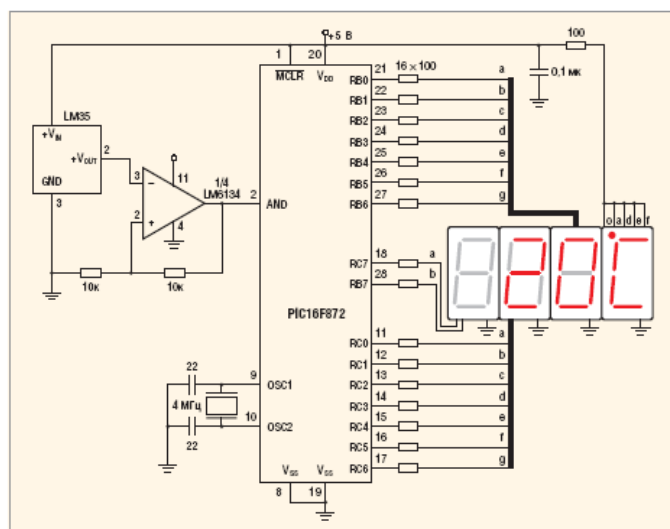 +5 В
100
1
20
MCLR
VDD
16 × 100
0,1 мк
LM35
+VIN
+VOUT
GND
2
3
3
−
+
2
11
4
1/4
LM6134
10к
10к
2
AND
PIC16F872
21
RB0
a
22
RB1
b
23
RB2
c
24
RB3
d
25
RB4
e
26
RB5
f
27
RB6
g
o a d e f
18
RC7
a
28
RB7
b
20C
11
RC0
a
12
RC1
b
13
RC2
c
14
RC3
d
15
RC4
e
16
RC5
f
17
RC6
g
22
4 МГц
22
9
OSC1
10
OSC2
VSS
VSS
8
19